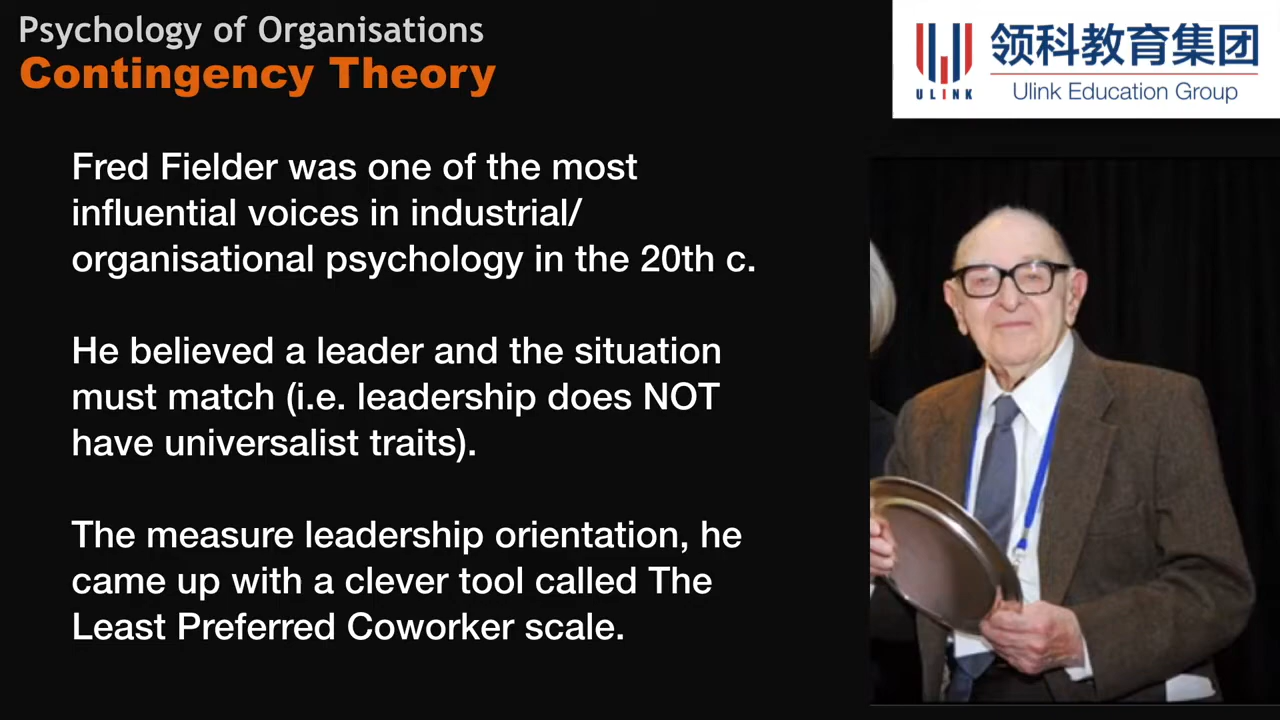 Psychology of Organisations
Contingency Theory
ULINK
领科教育集团
Ulink Education Group
Fred Fielder was one of the most
influential voices in industrial/
organisational psychology in the 20th c.
He believed a leader and the situation
must match (i.e. leadership does NOT
have universalist traits).
The measure leadership orientation, he
came up with a clever tool called The
Least Preferred Coworker scale.